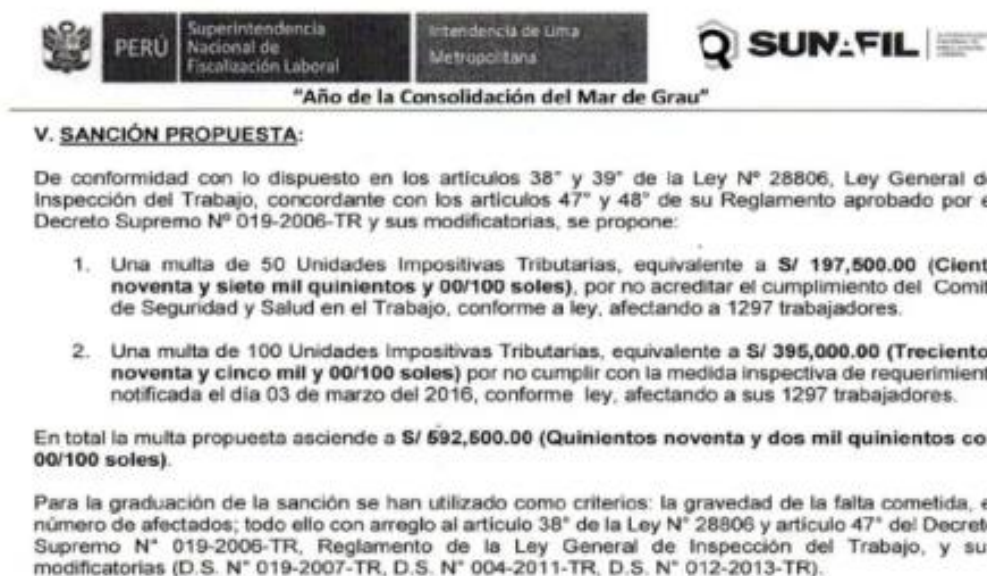 PERÚ
Superintendencia
Nacional de
Fiscalización Laboral
Intendencia de Lima
Metropolitana
SUNAFIL
"Año de la Consolidación del Mar de Grau"
V. SANCIÓN PROPUESTA:
De conformidad con lo dispuesto en los artículos 38° y 39° de la Ley Nº 28806, Ley General d
Inspección del Trabajo, concordante con los artículos 47° y 48° de su Reglamento aprobado por e
Decreto Supremo Nº 019-2006-TR y sus modificatorias, se propone:
1. Una multa de 50 Unidades Impositivas Tributarias, equivalente a S/ 197,500.00 (Cient
noventa y siete mil quinientos y 00/100 soles), por no acreditar el cumplimiento del Comit
de Seguridad y Salud en el Trabajo, conforme a ley, afectando a 1297 trabajadores.
2. Una multa de 100 Unidades Impositivas Tributarias, equivalente a S/ 395,000.00 (Treciento
noventa y cinco mil y 00/100 soles) por no cumplir con la medida inspectiva de requerimient
notificada el día 03 de marzo del 2016, conforme ley, afectando a sus 1297 trabajadores.
En total la multa propuesta asciende a S/ 592,500.00 (Quinientos noventa y dos mil quinientos co
00/100 soles).
Para la graduación de la sanción se han utilizado como criterios: la gravedad de la falta cometida, e
número de afectados; todo ello con arreglo al artículo 38° de la Ley N° 28806 y artículo 47° del Decret
Supremo N° 019-2006-TR, Reglamento de la Ley General de Inspección del Trabajo, y su
modificatorias (D.S. N° 019-2007-TR, D.S. N° 004-2011-TR, D.S. N° 012-2013-TR).